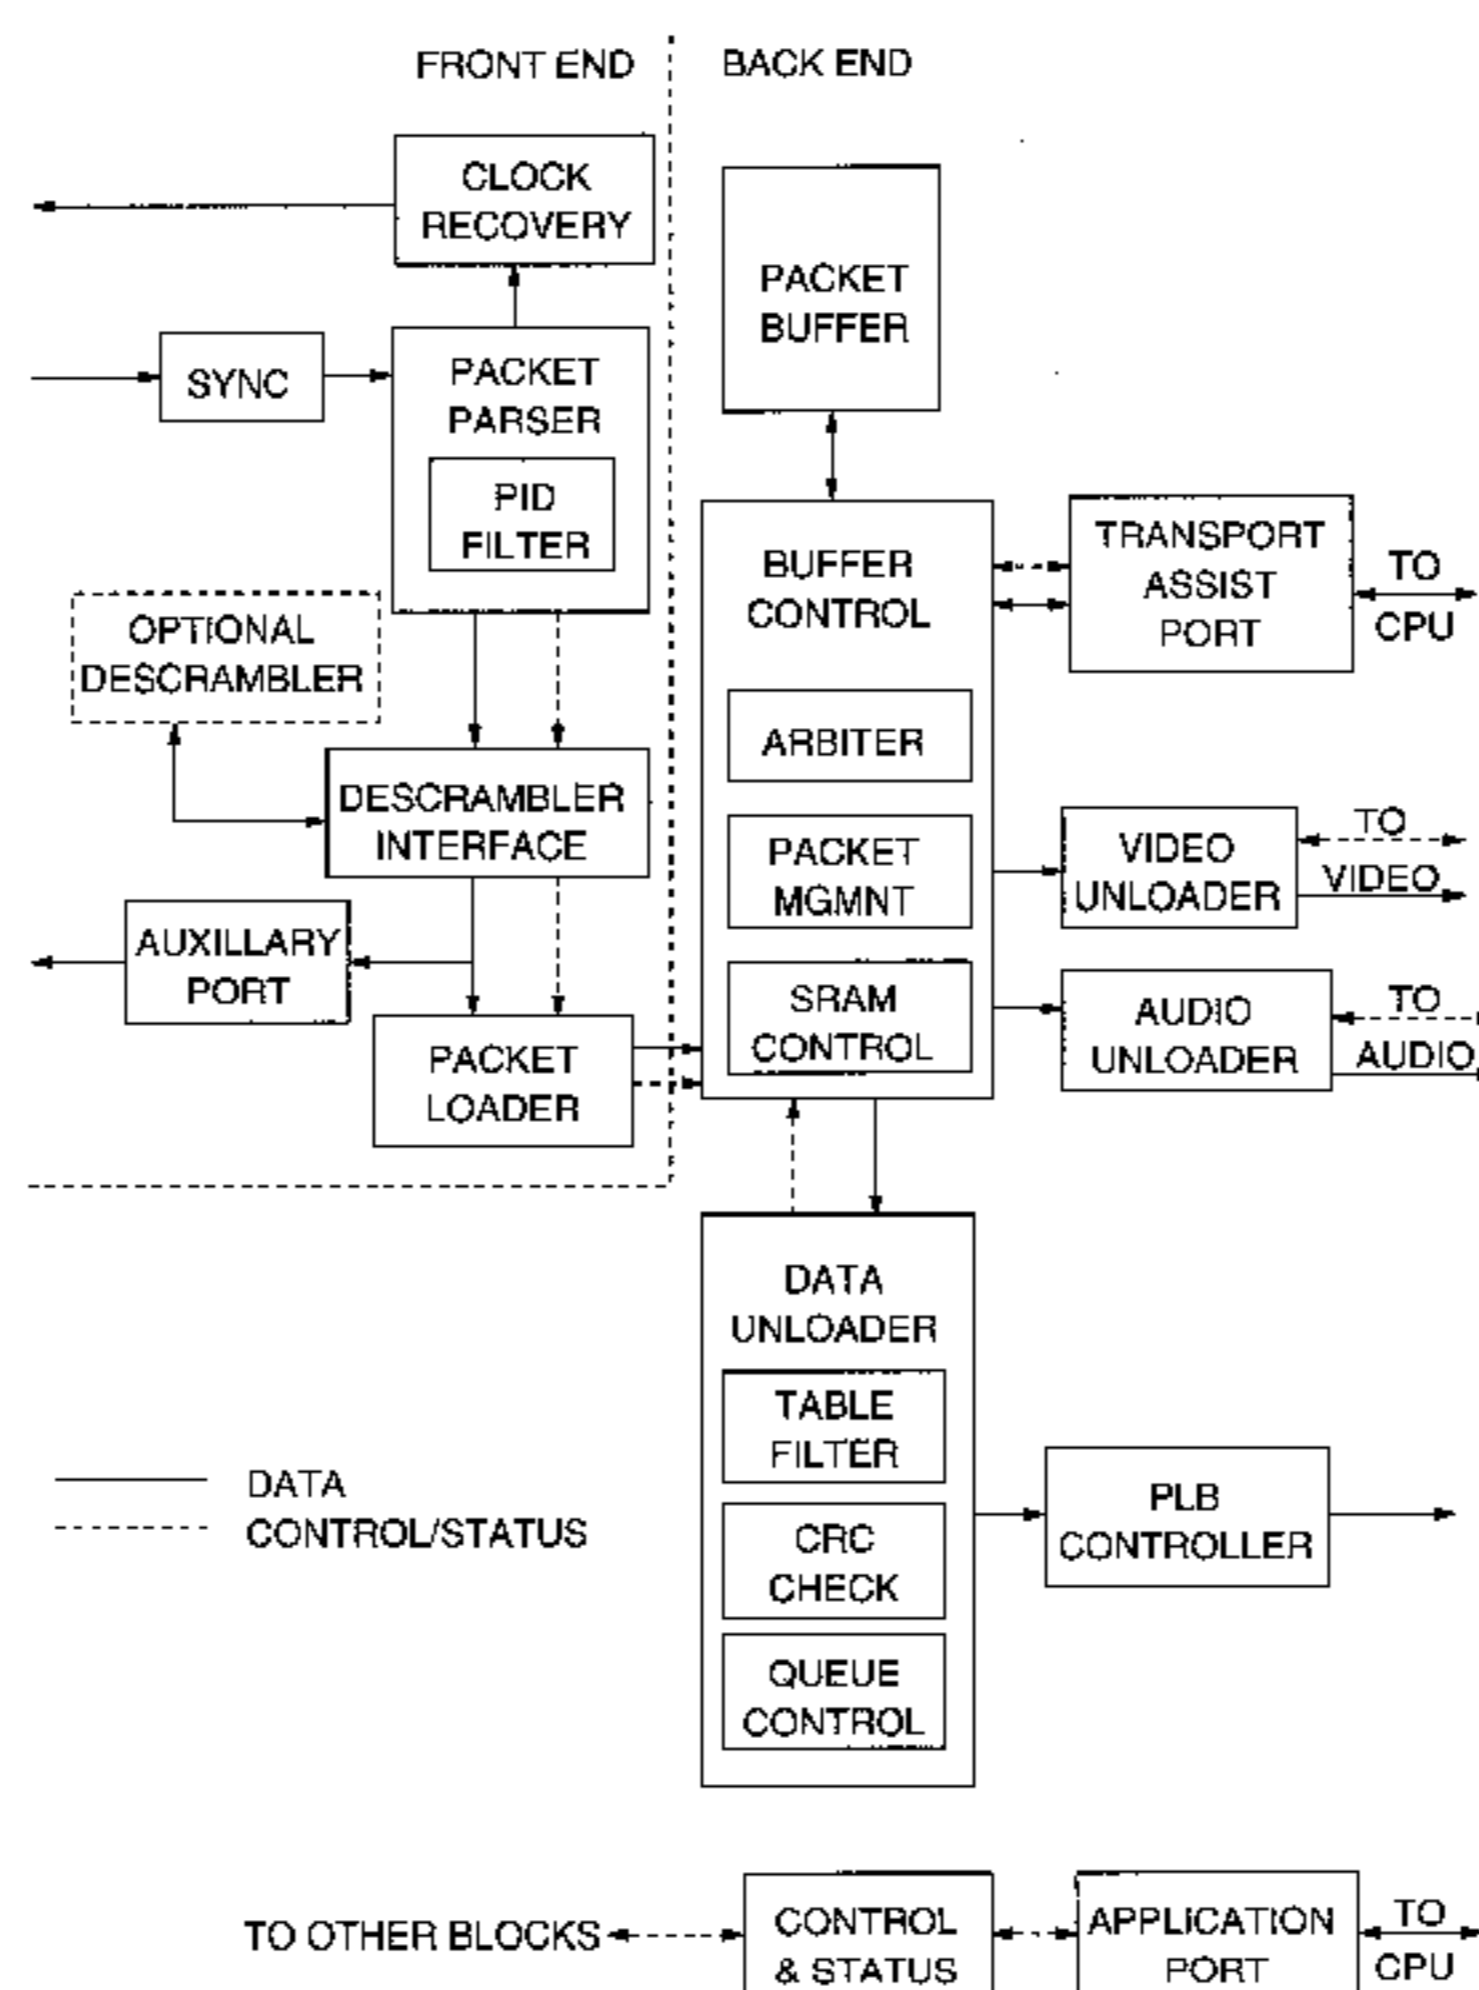 FRONT END
BACK END
CLOCK
RECOVERY
PACKET
BUFFER
SYNC
PACKET
PARSER
PID
FILTER
OPTIONAL
DESCRAMBLER
DESCRAMBLER
INTERFACE
AUXILLARY
PORT
PACKET
LOADER
BUFFER
CONTROL
ARBITER
PACKET
MGMNT
SRAM
CONTROL
TRANSPORT
ASSIST
PORT
TO
CPU
VIDEO
UNLOADER
TO
VIDEO
AUDIO
UNLOADER
TO
AUDIO
DATA
UNLOADER
TABLE
FILTER
CRC
CHECK
QUEUE
CONTROL
PLB
CONTROLLER
DATA
CONTROL/STATUS
TO OTHER BLOCKS
CONTROL
& STATUS
APPLICATION
PORT
TO
CPU